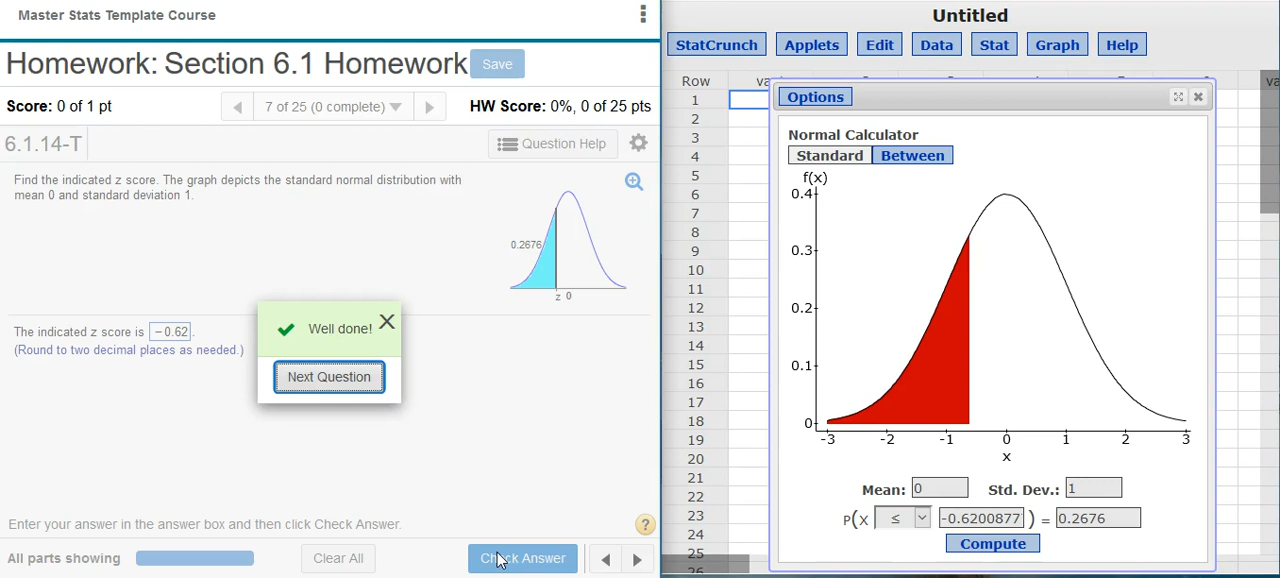 Master Stats Template Course
Homework: Section 6.1 Homework
Save
Score: 0 of 1 pt
7 of 25 (0 complete)
HW Score: 0%, 0 of 25 pts
6.1.14-T
Question Help
Find the indicated z score. The graph depicts the standard normal distribution with
mean 0 and standard deviation 1.
0.2676
z 0
The indicated z score is −0.62.
(Round to two decimal places as needed.)
Well done!
Next Question
Enter your answer in the answer box and then click Check Answer.
?
All parts showing
Clear All
Check Answer
Untitled
StatCrunch
Applets
Edit
Data
Stat
Graph
Help
Row
1
2
3
4
5
6
7
8
9
10
11
12
13
14
15
16
17
18
19
20
21
22
23
24
25
26
va
Options
Normal Calculator
Standard
Between
f(x)
0.4
0.3
0.2
0.1
0
-3 -2 -1 0 1 2 3
x
Mean: 0 Std. Dev.: 1
P(X ≤ -0.6200877 ) = 0.2676
Compute